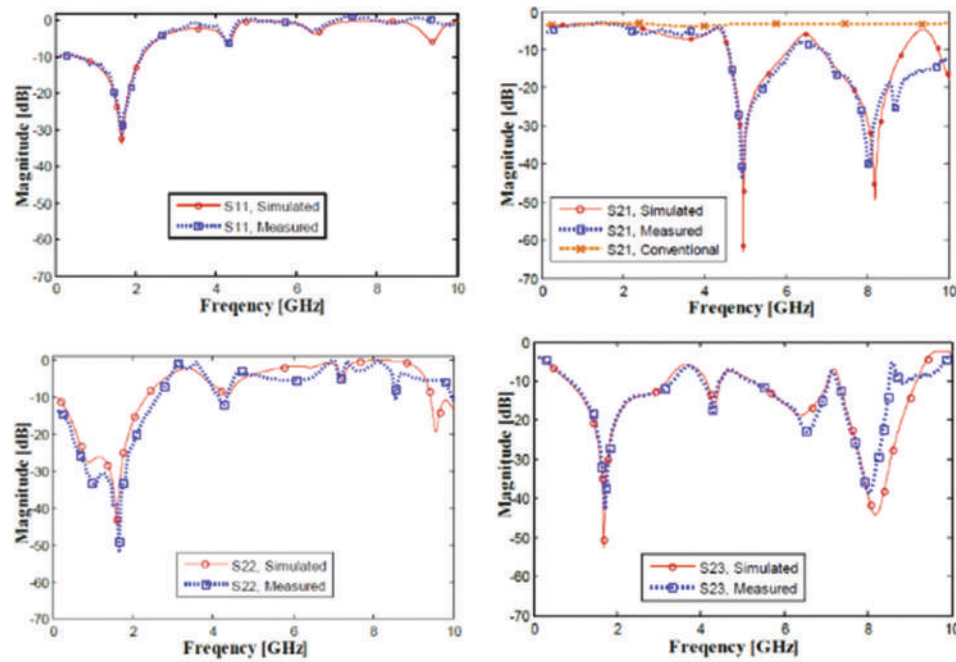 Magnitude [dB]
0
-10
-20
-30
-40
-50
-60
-70
S11, Simulated
S11, Measured
0 2 4 6 8 10
Freqency [GHz]
Magnitude [dB]
0
-10
-20
-30
-40
-50
-60
-70
S21, Simulated
S21, Measured
S21, Conventional
0 2 4 6 8 10
Freqency [GHz]
Magnitude [dB]
0
-10
-20
-30
-40
-50
-60
-70
S22, Simulated
S22, Measured
0 2 4 6 8 10
Freqency [GHz]
Magnitude [dB]
0
-10
-20
-30
-40
-50
-60
-70
S23, Simulated
S23, Measured
0 2 4 6 8 10
Freqency [GHz]